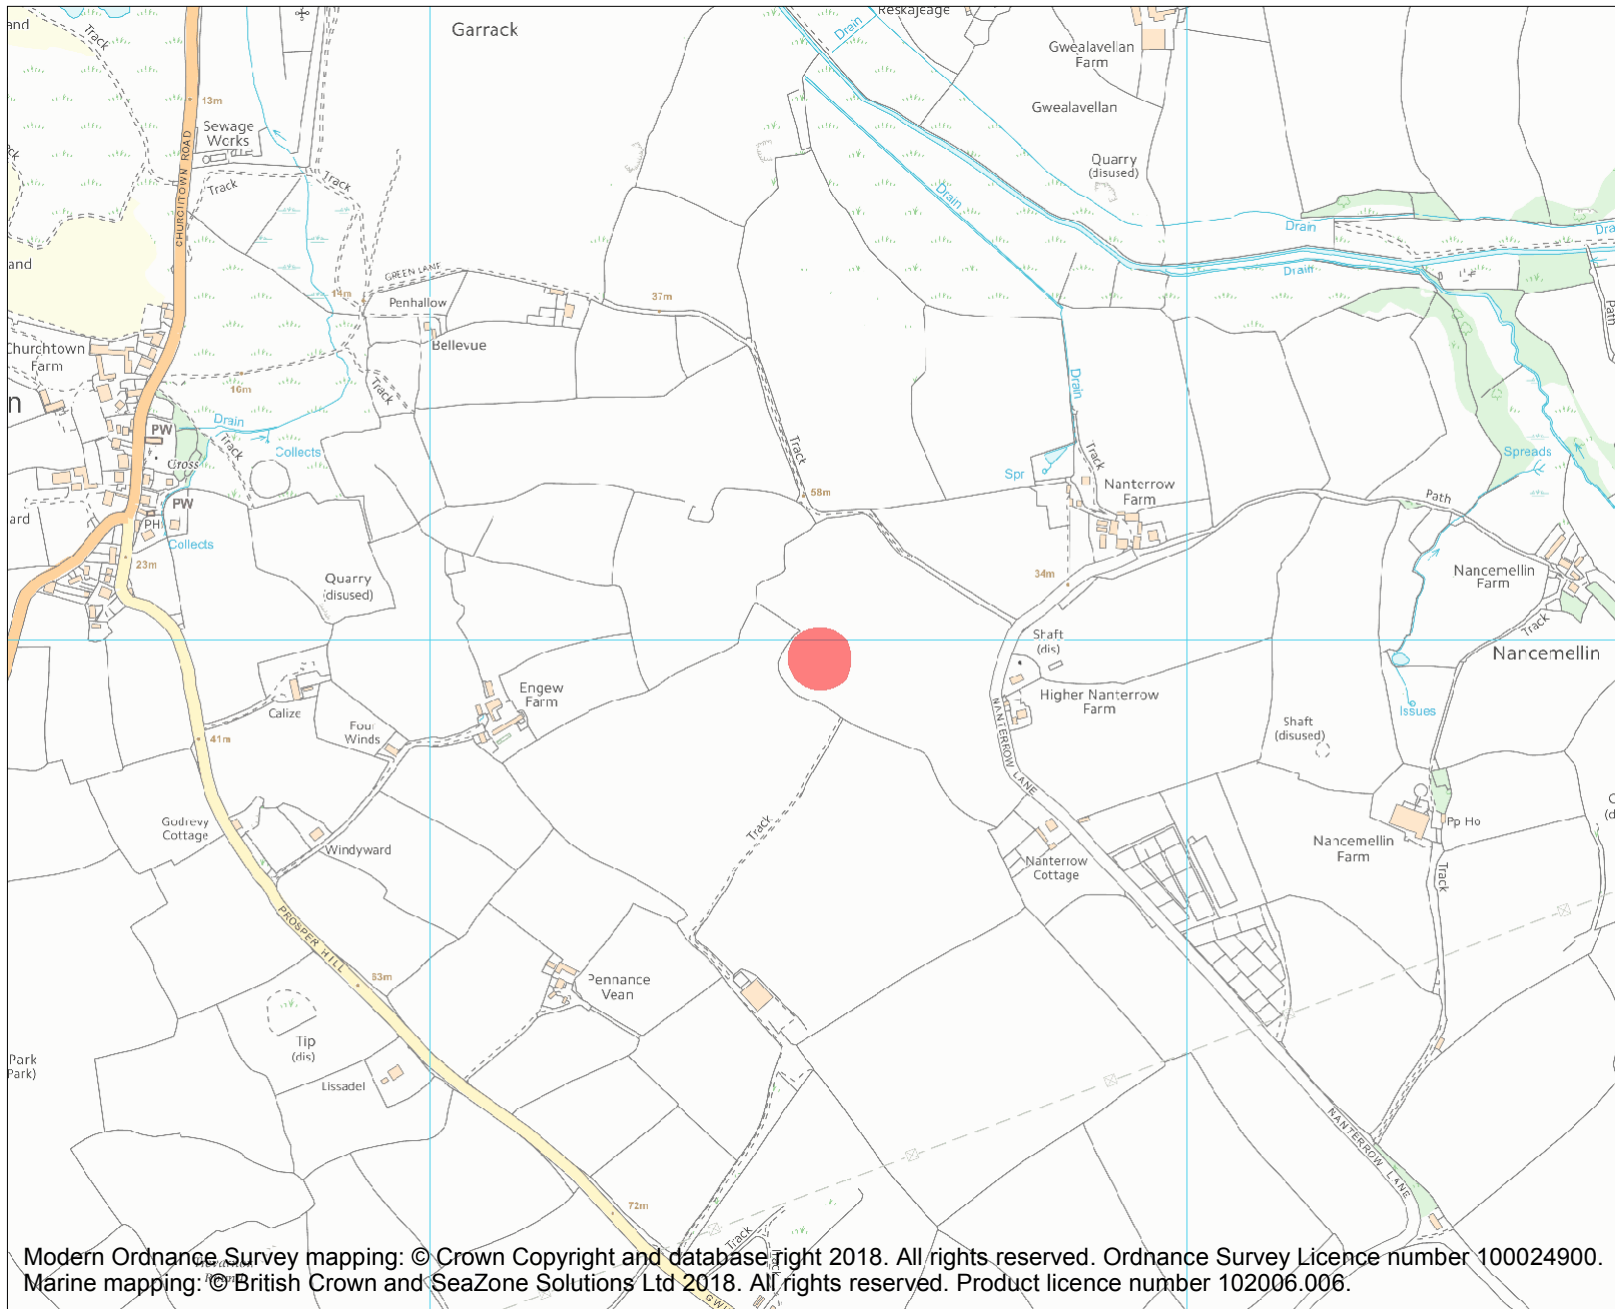 and
Track
Garrack
Drain
Reskajeage
Gwealavellan
Farm
Gwealavellan
13m
Sewage
Works
CHURCHTOWN ROAD
Track
Track
Quarry
(disused)
Drain
Drain
Drain
and
GREEN LANE
14m
Penhallow
37m
Path
Bellevue
Churchtown
Farm
16m
Track
Drain
n
PW
Track
Collects
Cross
PW
PH
ard
Collects
23m
Track
58m
Spr
Drain
Track
Nanterrow
Farm
Path
Spreads
34m
Nancemellin
Farm
Track
Nancemellin
Quarry
(disused)
Shaft
(dis)
Higher Nanterrow
Farm
NANTERROW LANE
Issues
Shaft
(disused)
Engew
Farm
Calize
Four
Winds
41m
Godrevy
Cottage
Windyward
Track
Nanterrow
Cottage
Nancemellin
Farm
Pp Ho
Track
PROSPER HILL
53m
Pennance
Vean
Tip
(dis)
Lissadel
Park
Park)
NANTERROW LANE
72m
Track
Track
Modern Ordnance Survey mapping: © Crown Copyright and database right 2018. All rights reserved. Ordnance Survey Licence number 100024900.
Marine mapping: © British Crown and SeaZone Solutions Ltd 2018. All rights reserved. Product licence number 102006.006.